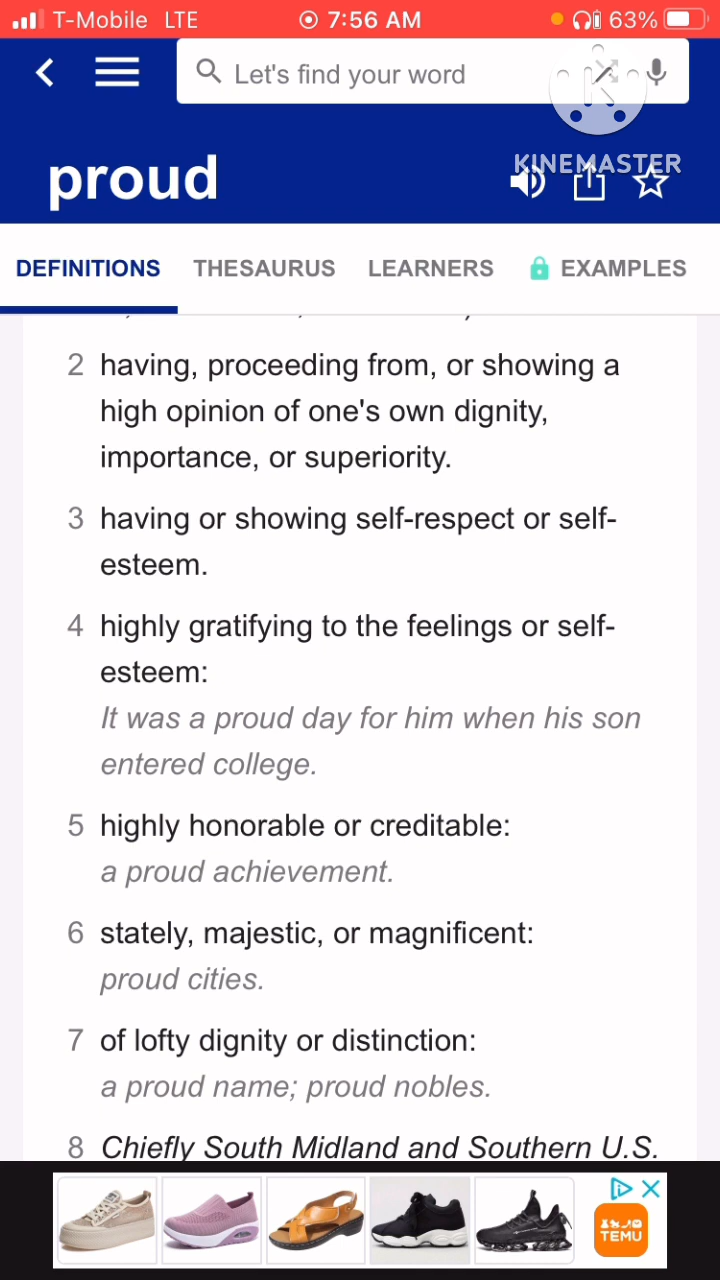 T-Mobile LTE 7:56 AM 63%
Let's find your word
KINEMASTER
proud
DEFINITIONS THESAURUS LEARNERS EXAMPLES
2 having, proceeding from, or showing a
high opinion of one's own dignity,
importance, or superiority.
3 having or showing self-respect or self-
esteem.
4 highly gratifying to the feelings or self-
esteem:
It was a proud day for him when his son
entered college.
5 highly honorable or creditable:
a proud achievement.
6 stately, majestic, or magnificent:
proud cities.
7 of lofty dignity or distinction:
a proud name; proud nobles.
8 Chiefly South Midland and Southern U.S.
TEMU